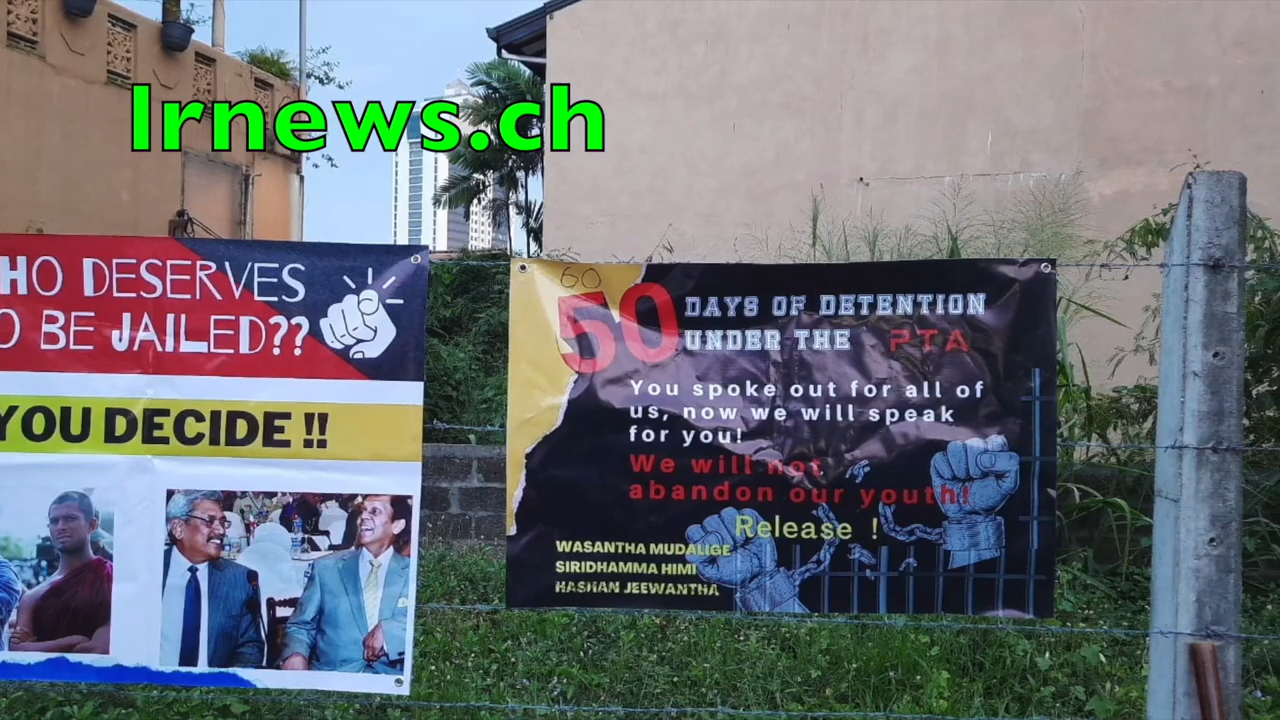 lrnews.ch
HO DESERVES
O BE JAILED??
YOU DECIDE !!
60
50 DAYS OF DETENTION
UNDER THE PTA
You spoke out for all of
us, now we will speak
for you!
We will not
abandon our youth!
Release !
WASANTHA MUDALIGE
SIRIDHAMMA HIMI
HASHAN JEEWANTHA